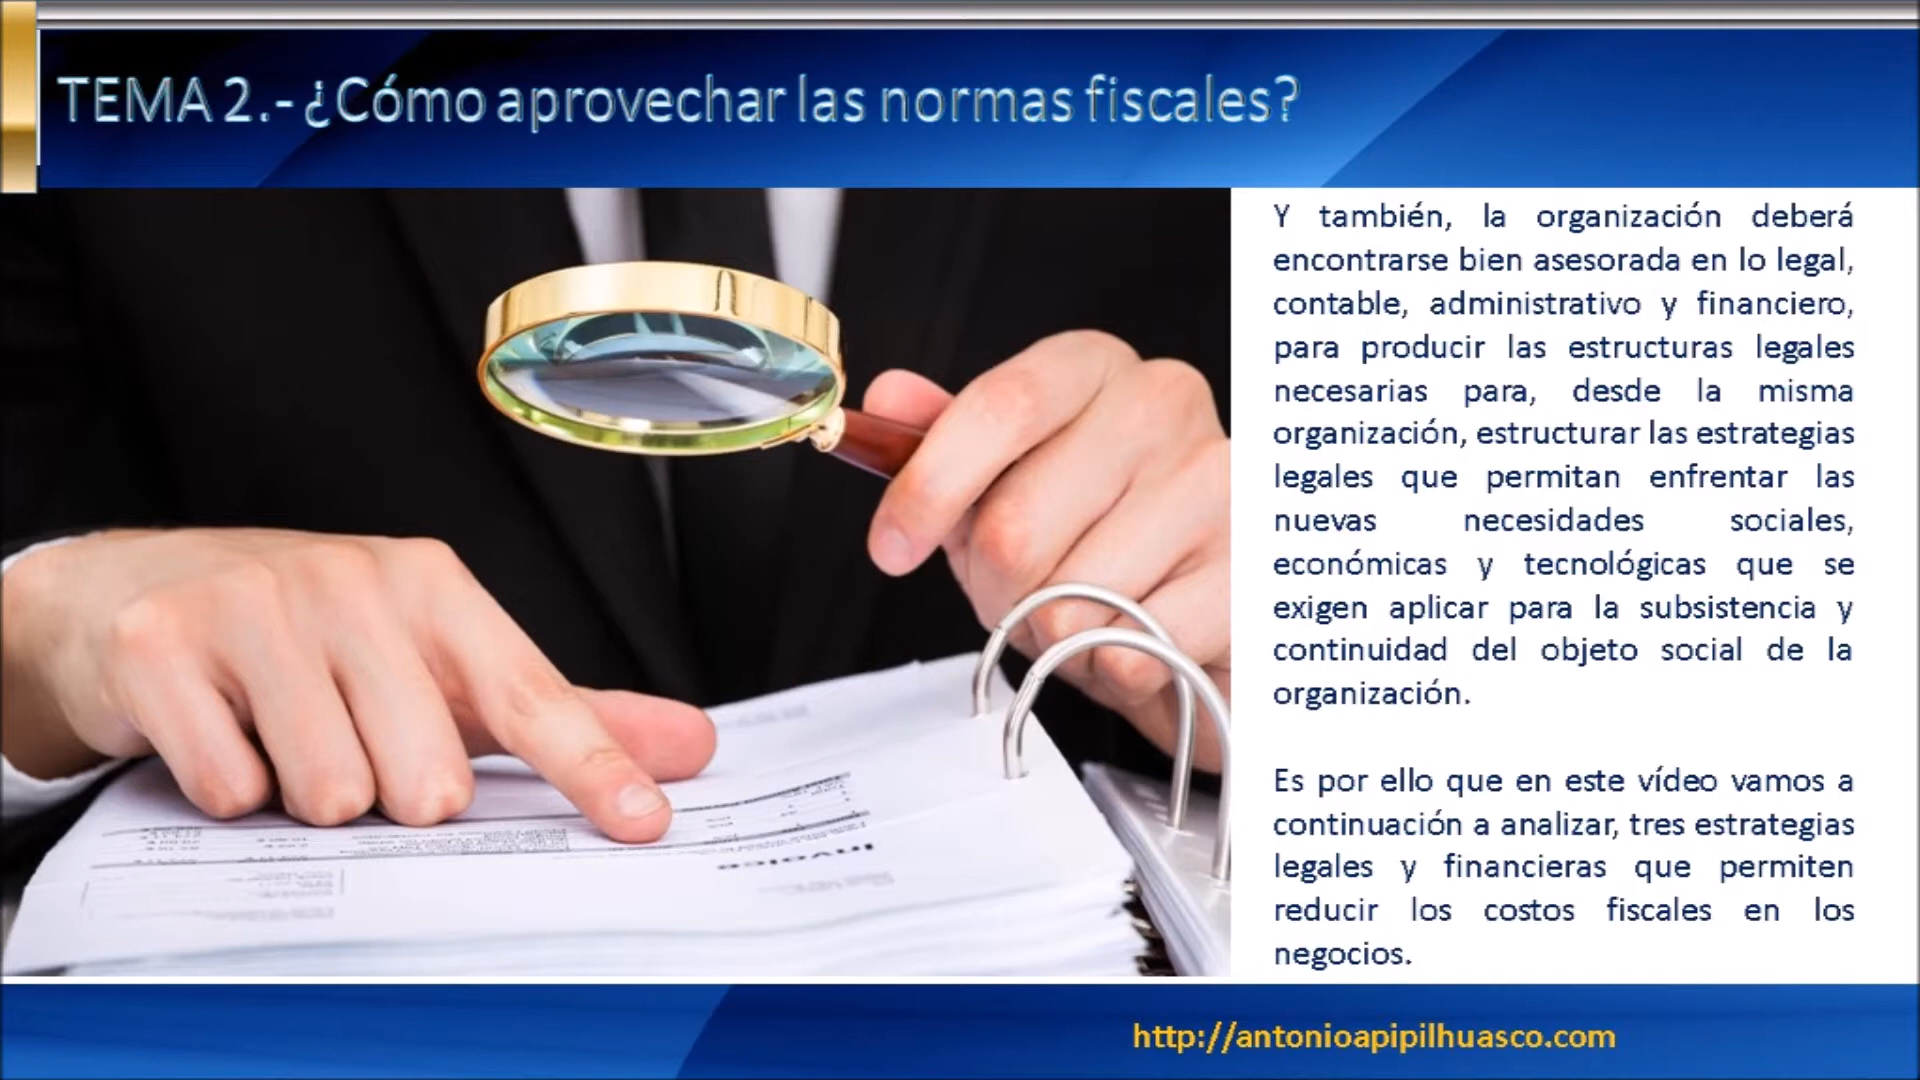 TEMA 2.- ¿Cómo aprovechar las normas fiscales?
Y también, la organización deberá
encontrarse bien asesorada en lo legal,
contable, administrativo y financiero,
para producir las estructuras legales
necesarias para, desde la misma
organización, estructurar las estrategias
legales que permitan enfrentar las
nuevas necesidades sociales,
económicas y tecnológicas que se
exigen aplicar para la subsistencia y
continuidad del objeto social de la
organización.
Es por ello que en este vídeo vamos a
continuación a analizar, tres estrategias
legales y financieras que permiten
reducir los costos fiscales en los
negocios.
Invoice
http://antonioapipilhuasco.com